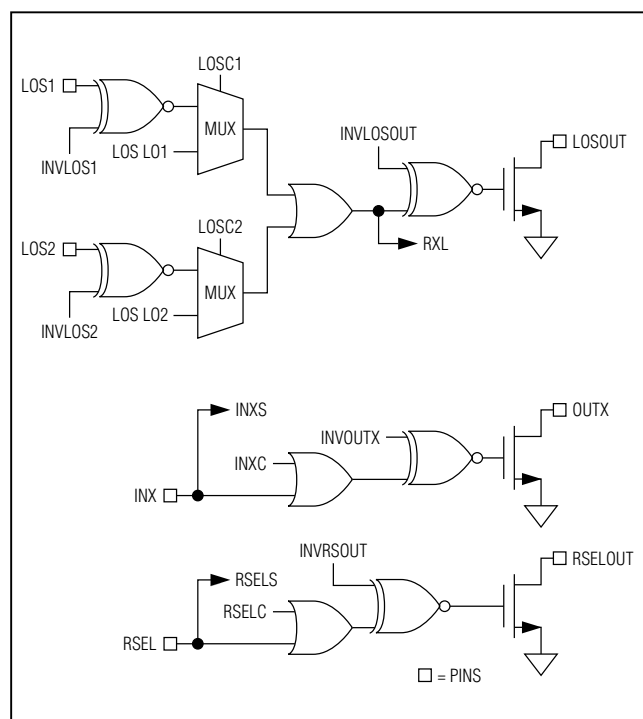 LOSC1
LOS1
MUX
INVLOSOUT
LOSOUT
INVLOS1
LOS LO1
LOSC2
RXL
LOS2
MUX
INVLOS2
LOS LO2
INXS
OUTX
INVOUTX
INXC
INX
INVRSOUT
RSELOUT
RSELS
RSELC
RSEL
= PINS